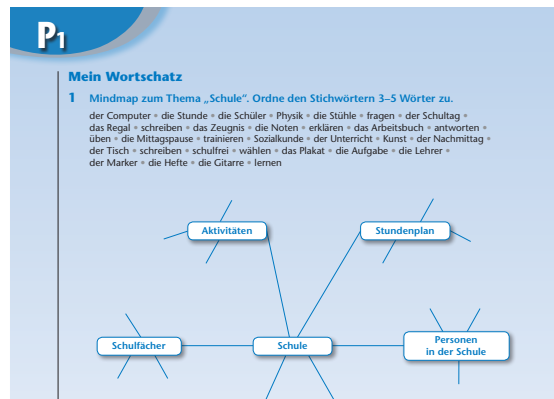 P1
Mein Wortschatz
1 Mindmap zum Thema „Schule“. Ordne den Stichwörtern 3–5 Wörter zu.
der Computer • die Stunde • die Schüler • Physik • die Stühle • fragen • der Schultag •
das Regal • schreiben • das Zeugnis • die Noten • erklären • das Arbeitsbuch • antworten •
üben • die Mittagspause • trainieren • Sozialkunde • der Unterricht • Kunst • der Nachmittag •
der Tisch • schreiben • schulfrei • wählen • das Plakat • die Aufgabe • die Lehrer •
der Marker • die Hefte • die Gitarre • lernen
Aktivitäten
Stundenplan
Schulfächer
Schule
Personen
in der Schule